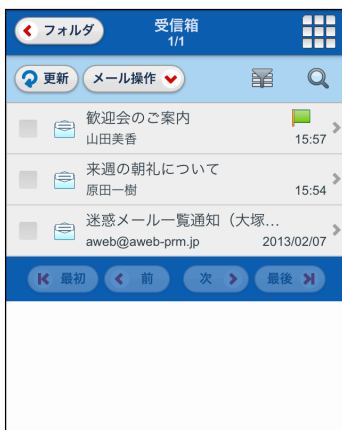 フォルダ
受信箱
1/1
更新
メール操作
歓迎会のご案内
山田美香
15:57
来週の朝礼について
原田一樹
15:54
迷惑メール一覧通知（大塚…
aweb@aweb-prm.jp
2013/02/07
最初
前
次
最後